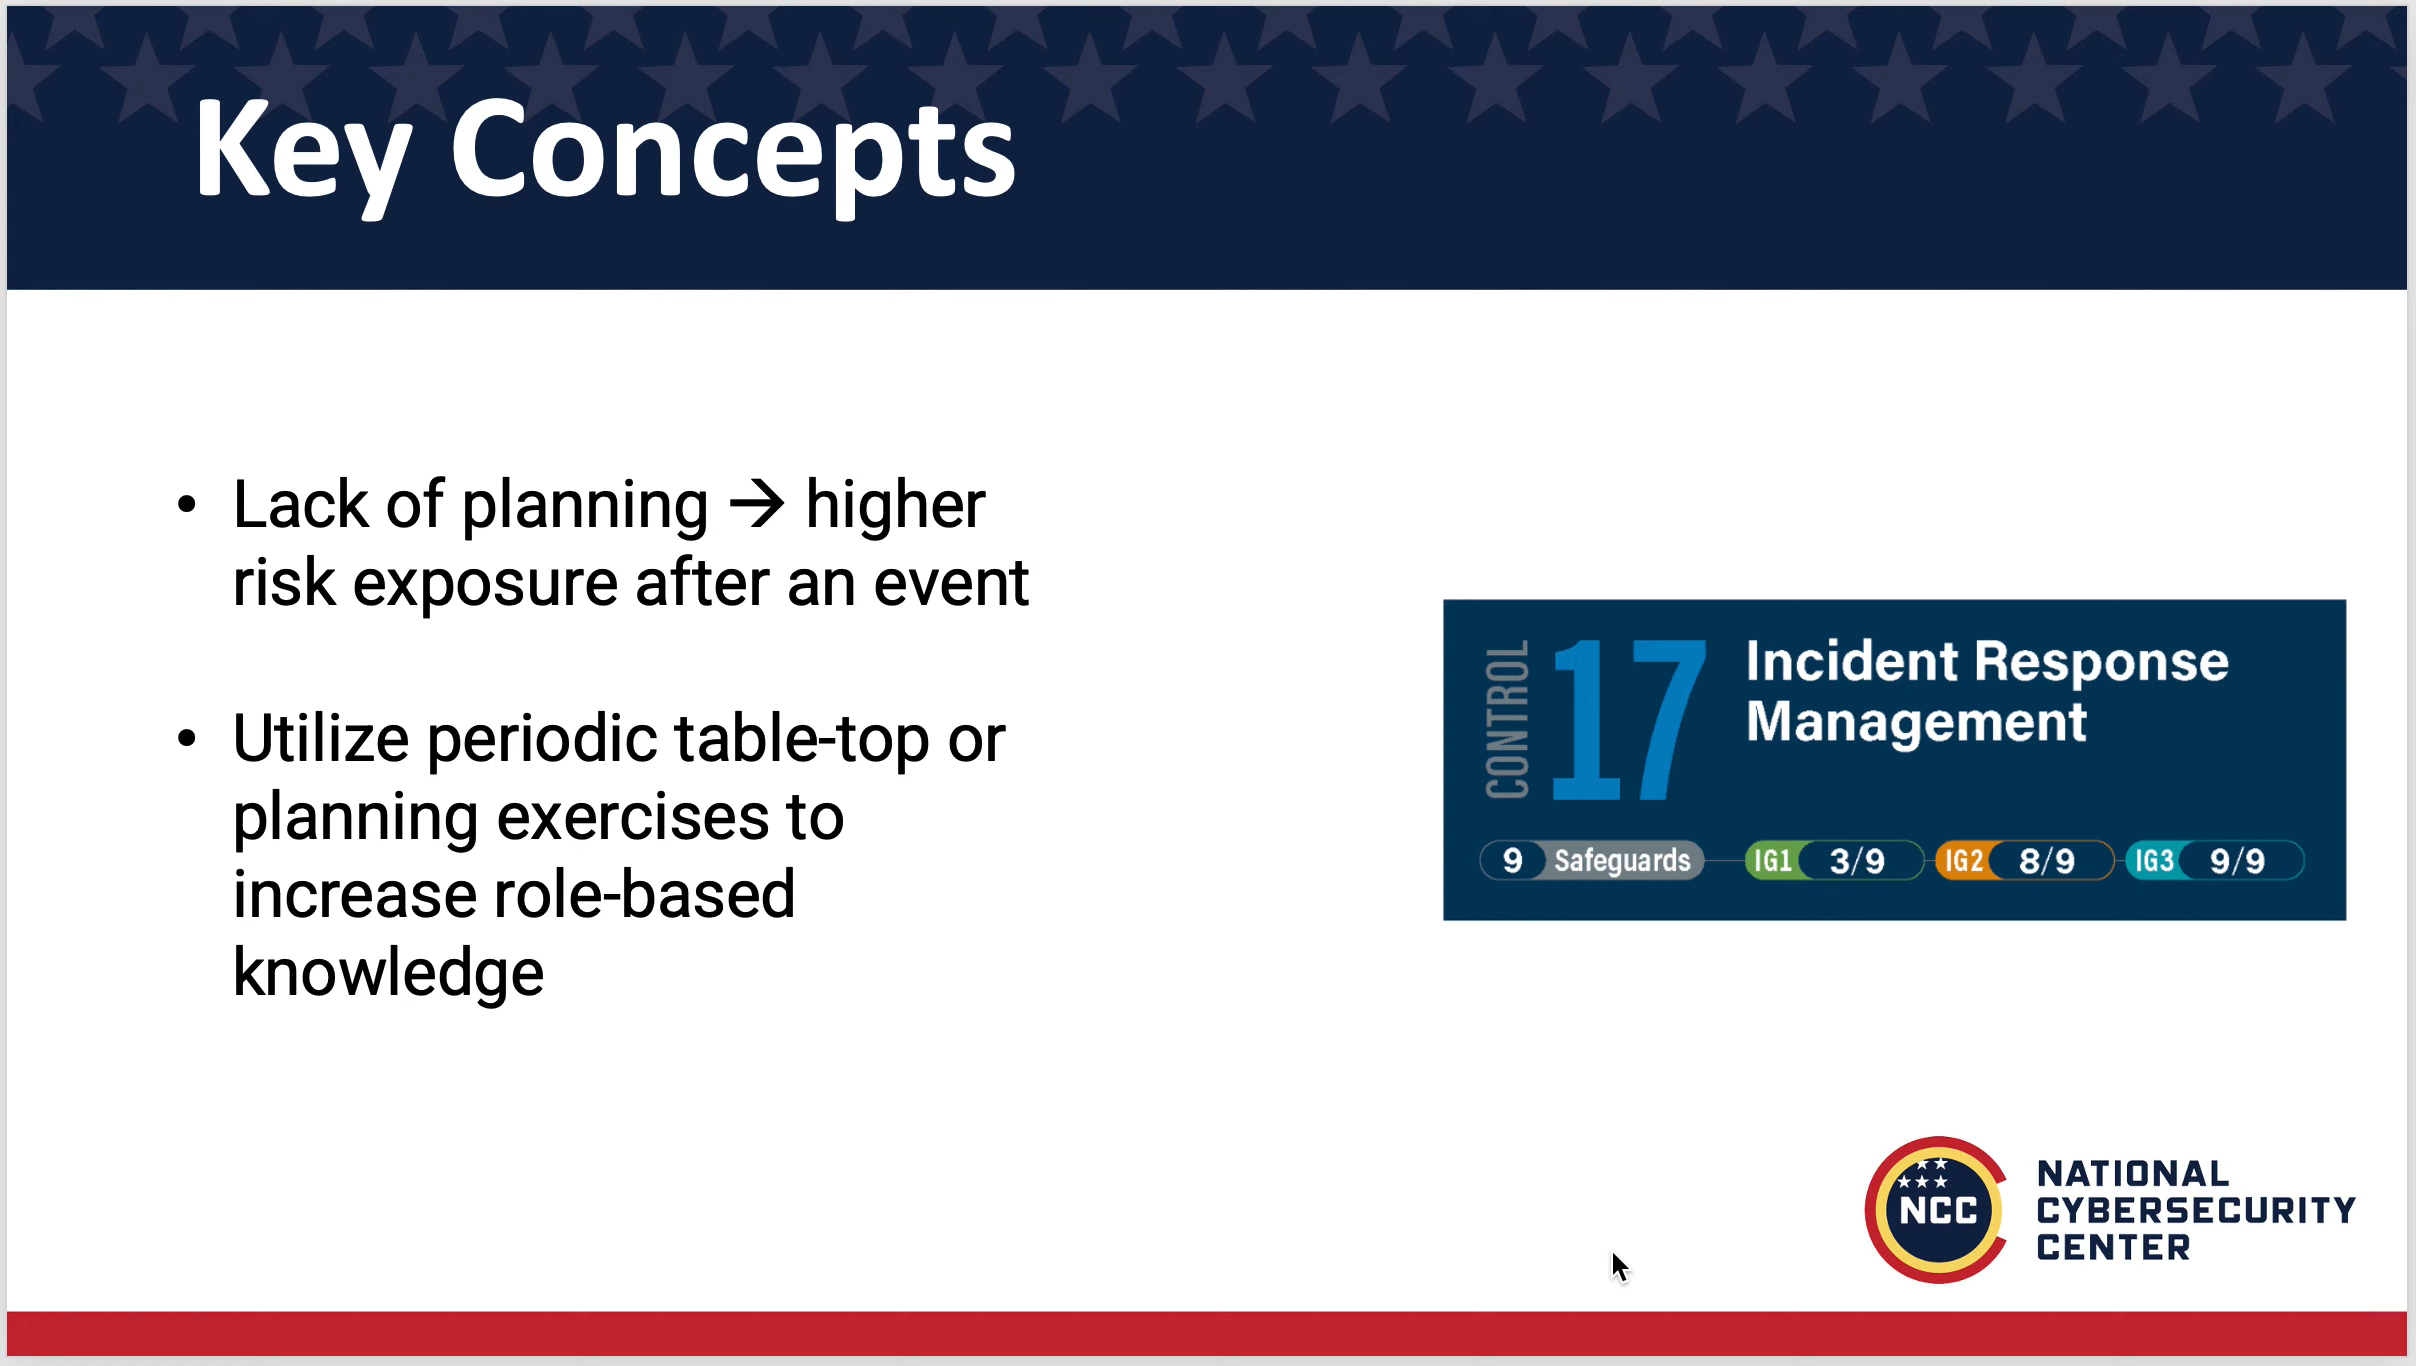 Key Concepts
• Lack of planning → higher
risk exposure after an event
• Utilize periodic table-top or
planning exercises to
increase role-based
knowledge
CONTROL
17
Incident Response
Management
9 Safeguards IG1 3/9 IG2 8/9 IG3 9/9
NCC
NATIONAL
CYBERSECURITY
CENTER